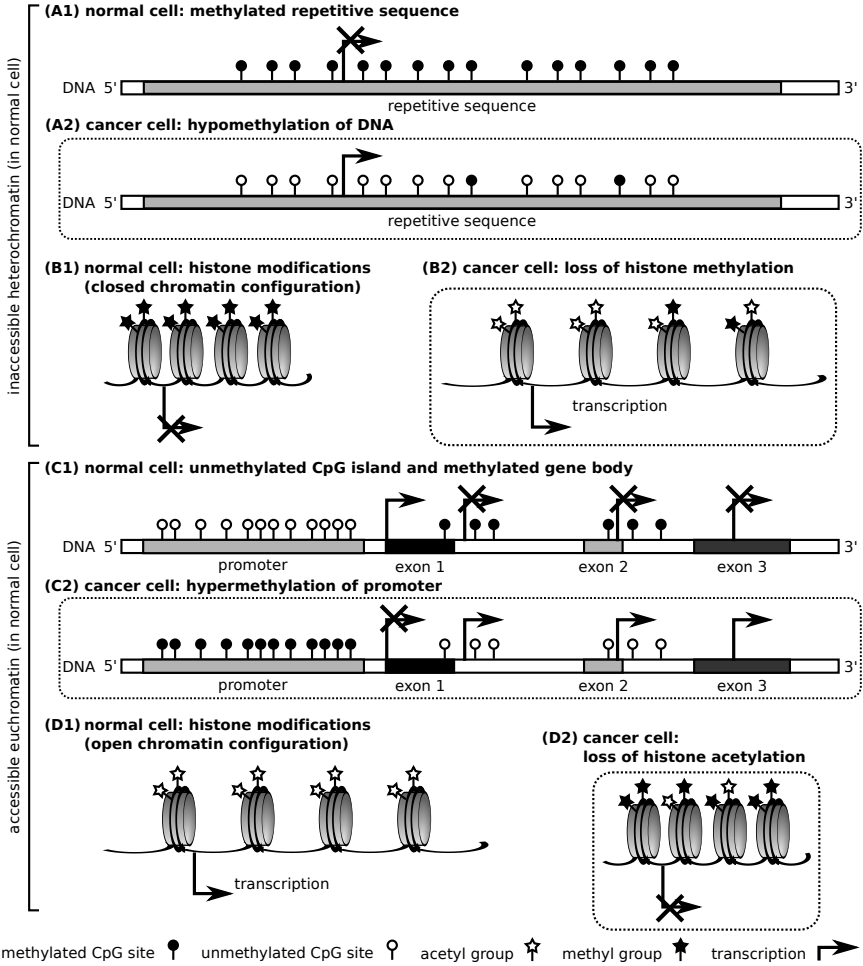 (A1) normal cell: methylated repetitive sequence
DNA 5' 3'
repetitive sequence
(A2) cancer cell: hypomethylation of DNA
DNA 5' 3'
repetitive sequence
inaccessible heterochromatin (in normal cell)
(B1) normal cell: histone modifications
(closed chromatin configuration)
(B2) cancer cell: loss of histone methylation
transcription
(C1) normal cell: unmethylated CpG island and methylated gene body
DNA 5' 3'
promoter exon 1 exon 2 exon 3
(C2) cancer cell: hypermethylation of promoter
DNA 5' 3'
promoter exon 1 exon 2 exon 3
accessible euchromatin (in normal cell)
(D1) normal cell: histone modifications
(open chromatin configuration)
transcription
(D2) cancer cell:
loss of histone acetylation
methylated CpG site unmethylated CpG site acetyl group methyl group transcription